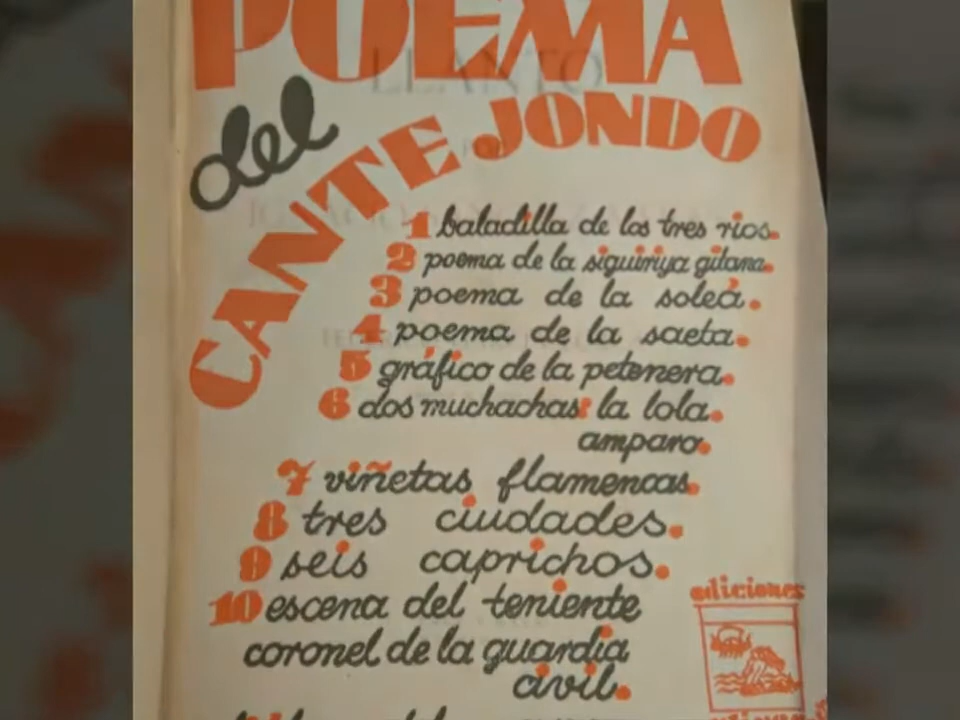 POEMA
del
CANTE JONDO
LLANTO
1 baladilla de los tres rios.
2 poema de la siguiriya gitana.
3 poema de la soleá.
4 poema de la saeta.
5 gráfico de la petenera.
6 dos muchachas: la lola.
amparo.
7 viñetas flamencas.
8 tres ciudades.
9 seis caprichos.
10 escena del teniente
coronel de la guardia
civil.
ediciones